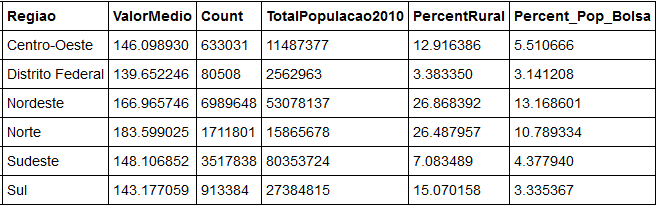 Regiao ValorMedio Count TotalPopulacao2010 PercentRural Percent_Pop_Bolsa
Centro-Oeste 146.098930 633031 11487377 12.916386 5.510666
Distrito Federal 139.652246 80508 2562963 3.383350 3.141208
Nordeste 166.965746 6989648 53078137 26.868392 13.168601
Norte 183.599025 1711801 15865678 26.487957 10.789334
Sudeste 148.106852 3517838 80353724 7.083489 4.377940
Sul 143.177059 913384 27384815 15.070158 3.335367